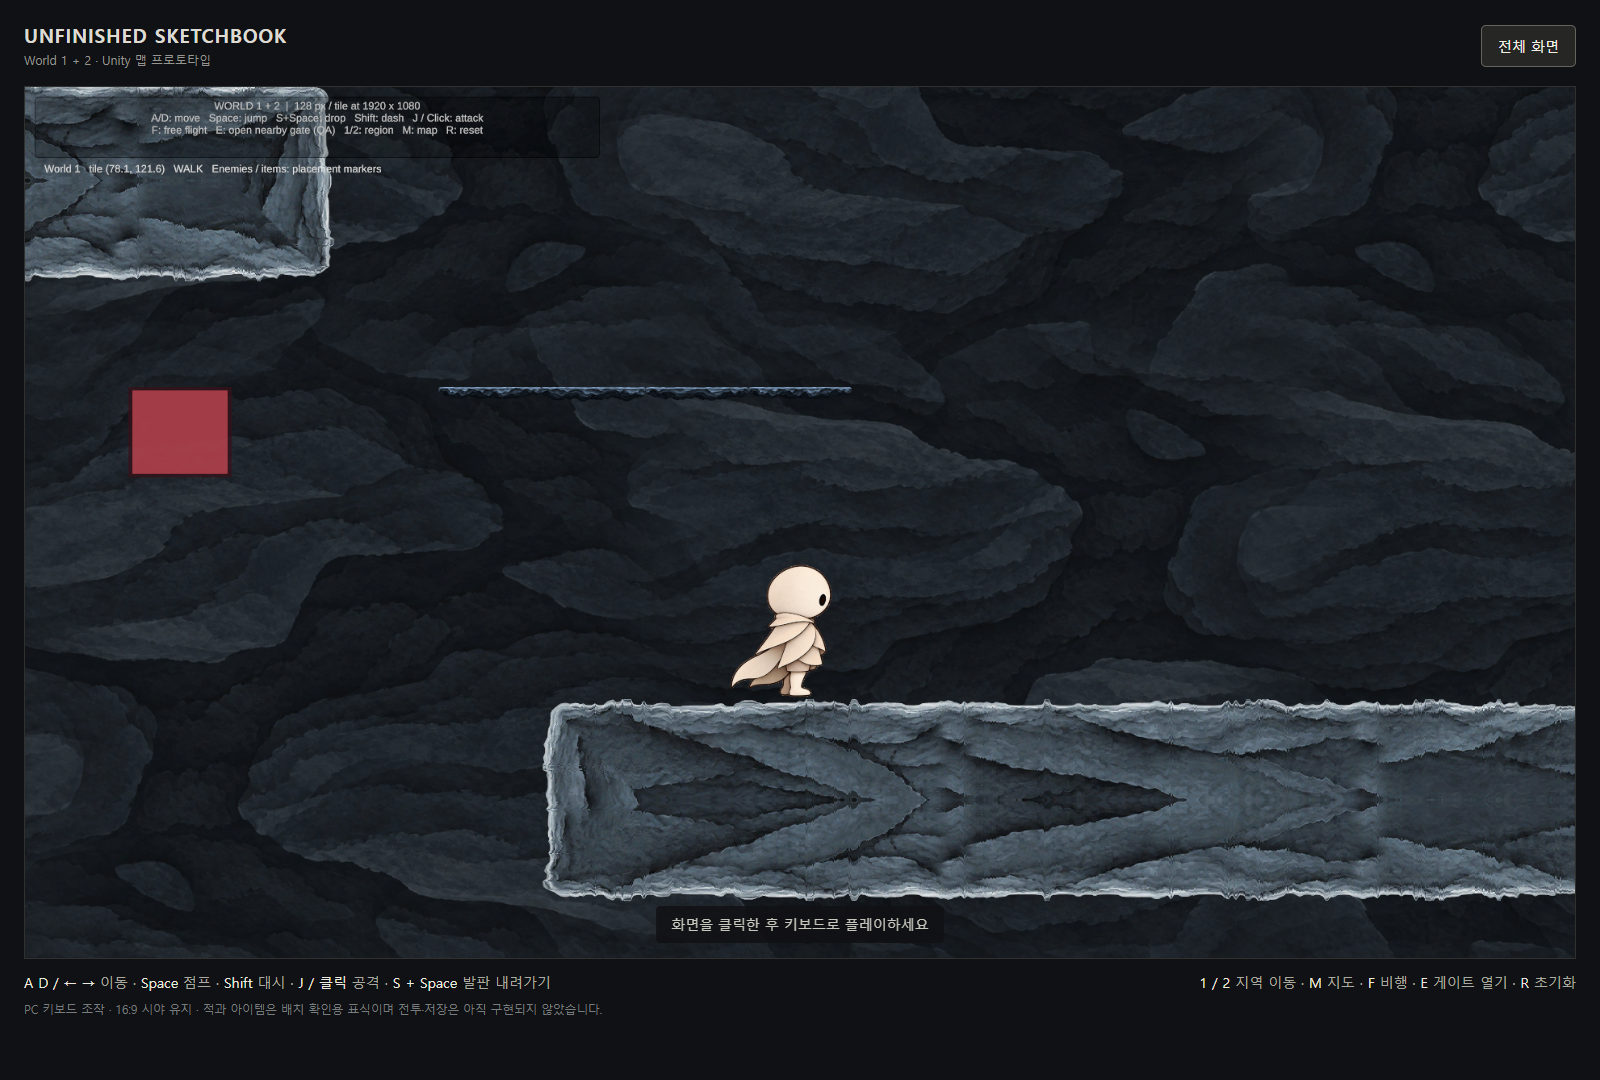 UNFINISHED SKETCHBOOK
World 1 + 2 · Unity 맵 프로토타입
전체 화면
WORLD 1 + 2 | 128 px / tile at 1920 x 1080
A/D: move Space: jump S+Space: drop Shift: dash J / Click: attack
F: free flight E: open nearby gate (QA) 1/2: region M: map R: reset
World 1 tile (78.1, 121.6) WALK Enemies / items: placement markers
화면을 클릭한 후 키보드로 플레이하세요
A D / ← → 이동 · Space 점프 · Shift 대시 · J / 클릭 공격 · S + Space 발판 내려가기
1 / 2 지역 이동 · M 지도 · F 비행 · E 게이트 열기 · R 초기화
PC 키보드 조작 · 16:9 시야 유지 · 적과 아이템은 배치 확인용 표식이며 전투·저장은 아직 구현되지 않았습니다.